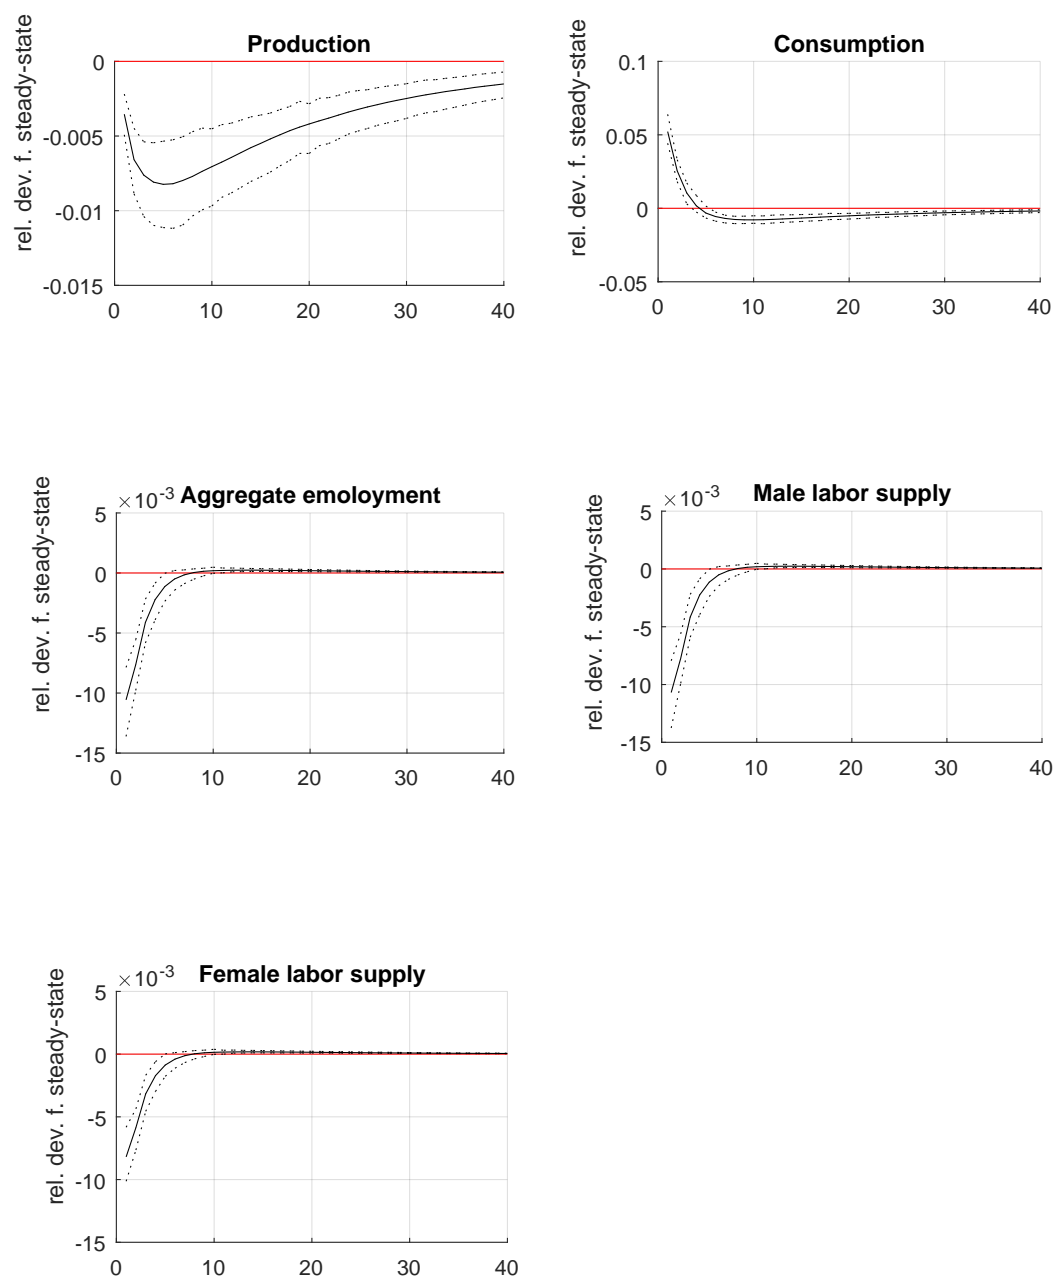 Production
rel. dev. f. steady-state
0
-0.005
-0.01
-0.015
0 10 20 30 40
Consumption
rel. dev. f. steady-state
0.1
0.05
0
-0.05
0 10 20 30 40
×10-3 Aggregate emoloyment
rel. dev. f. steady-state
5
0
-5
-10
-15
0 10 20 30 40
×10-3 Male labor supply
rel. dev. f. steady-state
5
0
-5
-10
-15
0 10 20 30 40
×10-3 Female labor supply
rel. dev. f. steady-state
5
0
-5
-10
-15
0 10 20 30 40